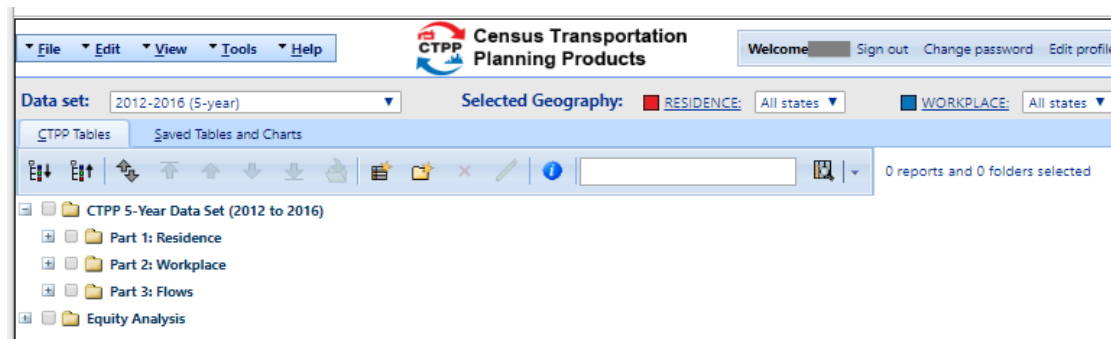 File Edit View Tools Help
CTPP Census Transportation Planning Products
Welcome Sign out Change password Edit profile
Data set: 2012-2016 (5-year) Selected Geography: RESIDENCE: All states WORKPLACE: All states
CTPP Tables Saved Tables and Charts
0 reports and 0 folders selected
CTPP 5-Year Data Set (2012 to 2016)
Part 1: Residence
Part 2: Workplace
Part 3: Flows
Equity Analysis